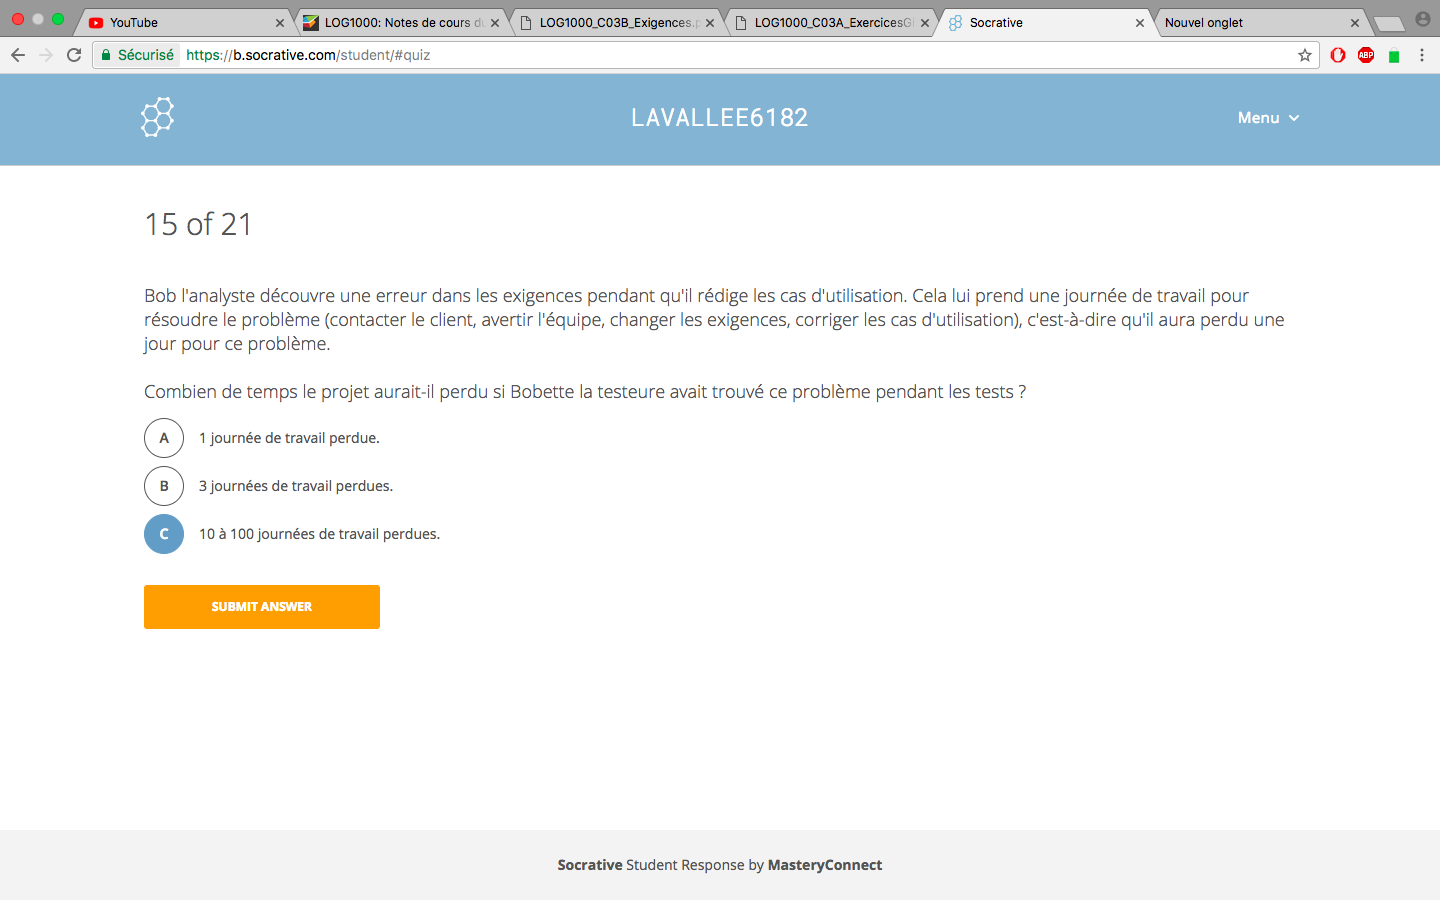 YouTube
LOG1000: Notes de cours d
LOG1000_C03B_Exigences.p
LOG1000_C03A_ExercicesG
Socrative
Nouvel onglet
Sécurisé https://b.socrative.com/student/#quiz
ABP
LAVALLEE6182
Menu
15 of 21
Bob l'analyste découvre une erreur dans les exigences pendant qu'il rédige les cas d'utilisation. Cela lui prend une journée de travail pour
résoudre le problème (contacter le client, avertir l'équipe, changer les exigences, corriger les cas d'utilisation), c'est-à-dire qu'il aura perdu une
jour pour ce problème.
Combien de temps le projet aurait-il perdu si Bobette la testeure avait trouvé ce problème pendant les tests ?
A 1 journée de travail perdue.
B 3 journées de travail perdues.
C 10 à 100 journées de travail perdues.
SUBMIT ANSWER
Socrative Student Response by MasteryConnect